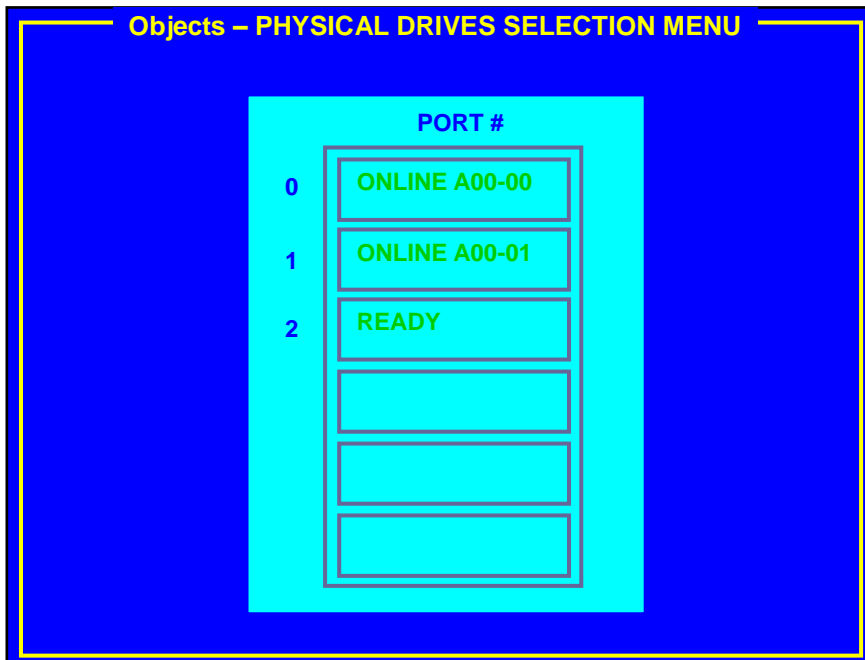 Objects – PHYSICAL DRIVES SELECTION MENU
PORT #
0 ONLINE A00-00
1 ONLINE A00-01
2 READY